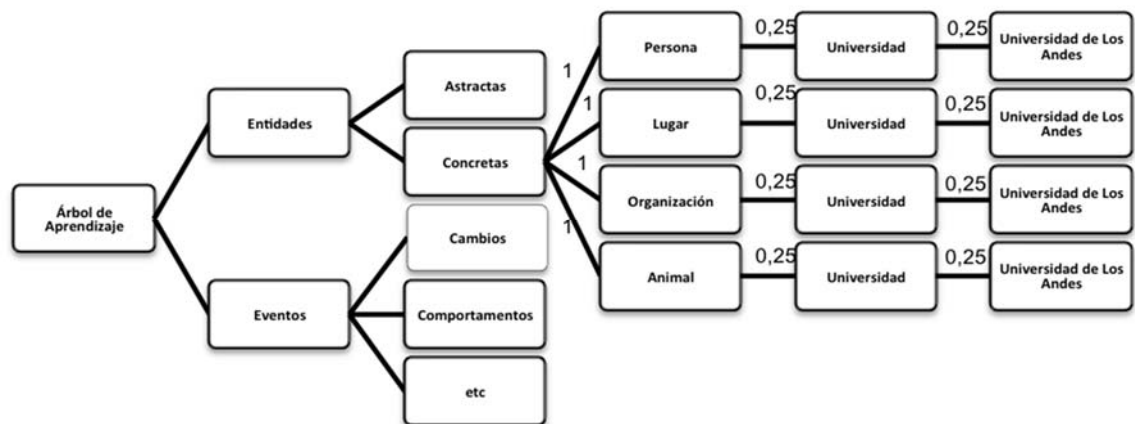 Árbol de
Aprendizaje
Entidades
Eventos
Astractas
Concretas
Cambios
Comportamentos
etc
1
Persona
0,25
Universidad
0,25
Universidad de Los
Andes
1
Lugar
0,25
Universidad
0,25
Universidad de Los
Andes
1
Organización
0,25
Universidad
0,25
Universidad de Los
Andes
1
Animal
0,25
Universidad
0,25
Universidad de Los
Andes